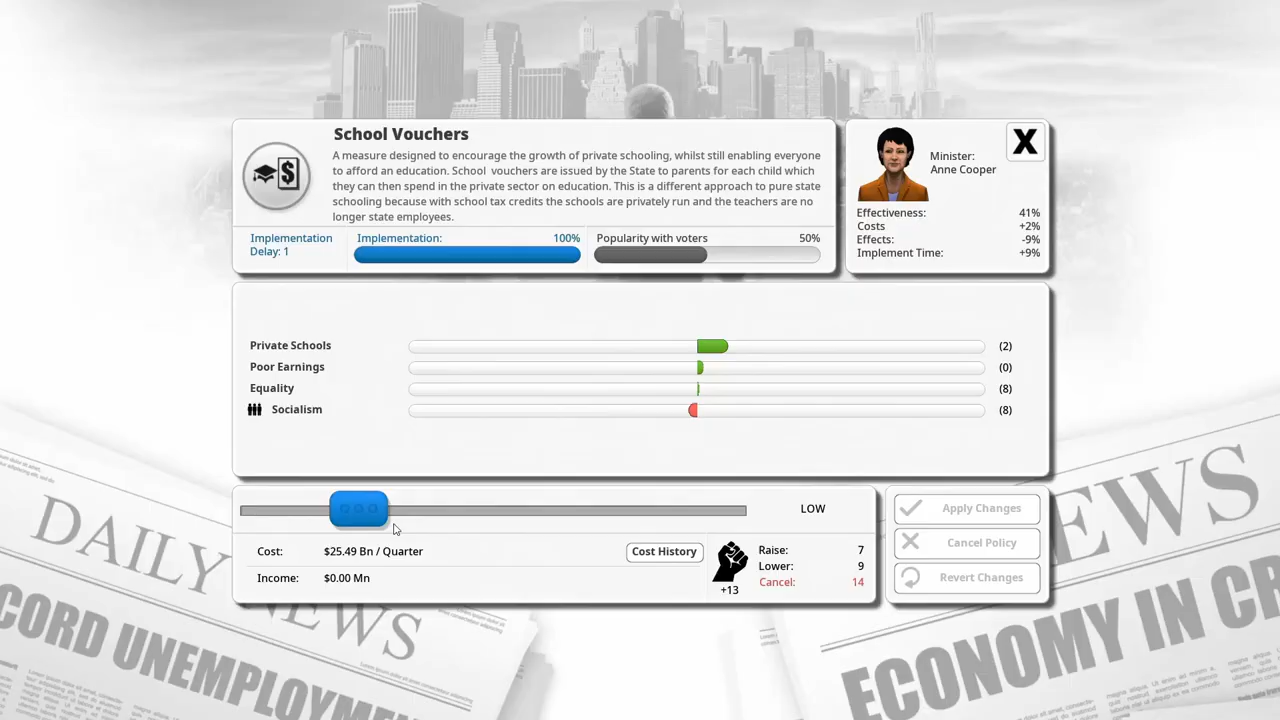 School Vouchers
A measure designed to encourage the growth of private schooling, whilst still enabling everyone
to afford an education. School vouchers are issued by the State to parents for each child which
they can then spend in the private sector on education. This is a different approach to pure state
schooling because with school tax credits the schools are privately run and the teachers are no
longer state employees.
Implementation
Delay: 1
Implementation: 100%
Popularity with voters 50%
X
Minister:
Anne Cooper
Effectiveness: 41%
Costs +2%
Effects: -9%
Implement Time: +9%
Private Schools (2)
Poor Earnings (0)
Equality (8)
Socialism (8)
LOW
Cost: $25.49 Bn / Quarter
Cost History
Income: $0.00 Mn
+13
Raise: 7
Lower: 9
Cancel: 14
Apply Changes
Cancel Policy
Revert Changes
DAILY NEWS
CORD UNEMPLOYM
NEWS
ECONOMY IN CR